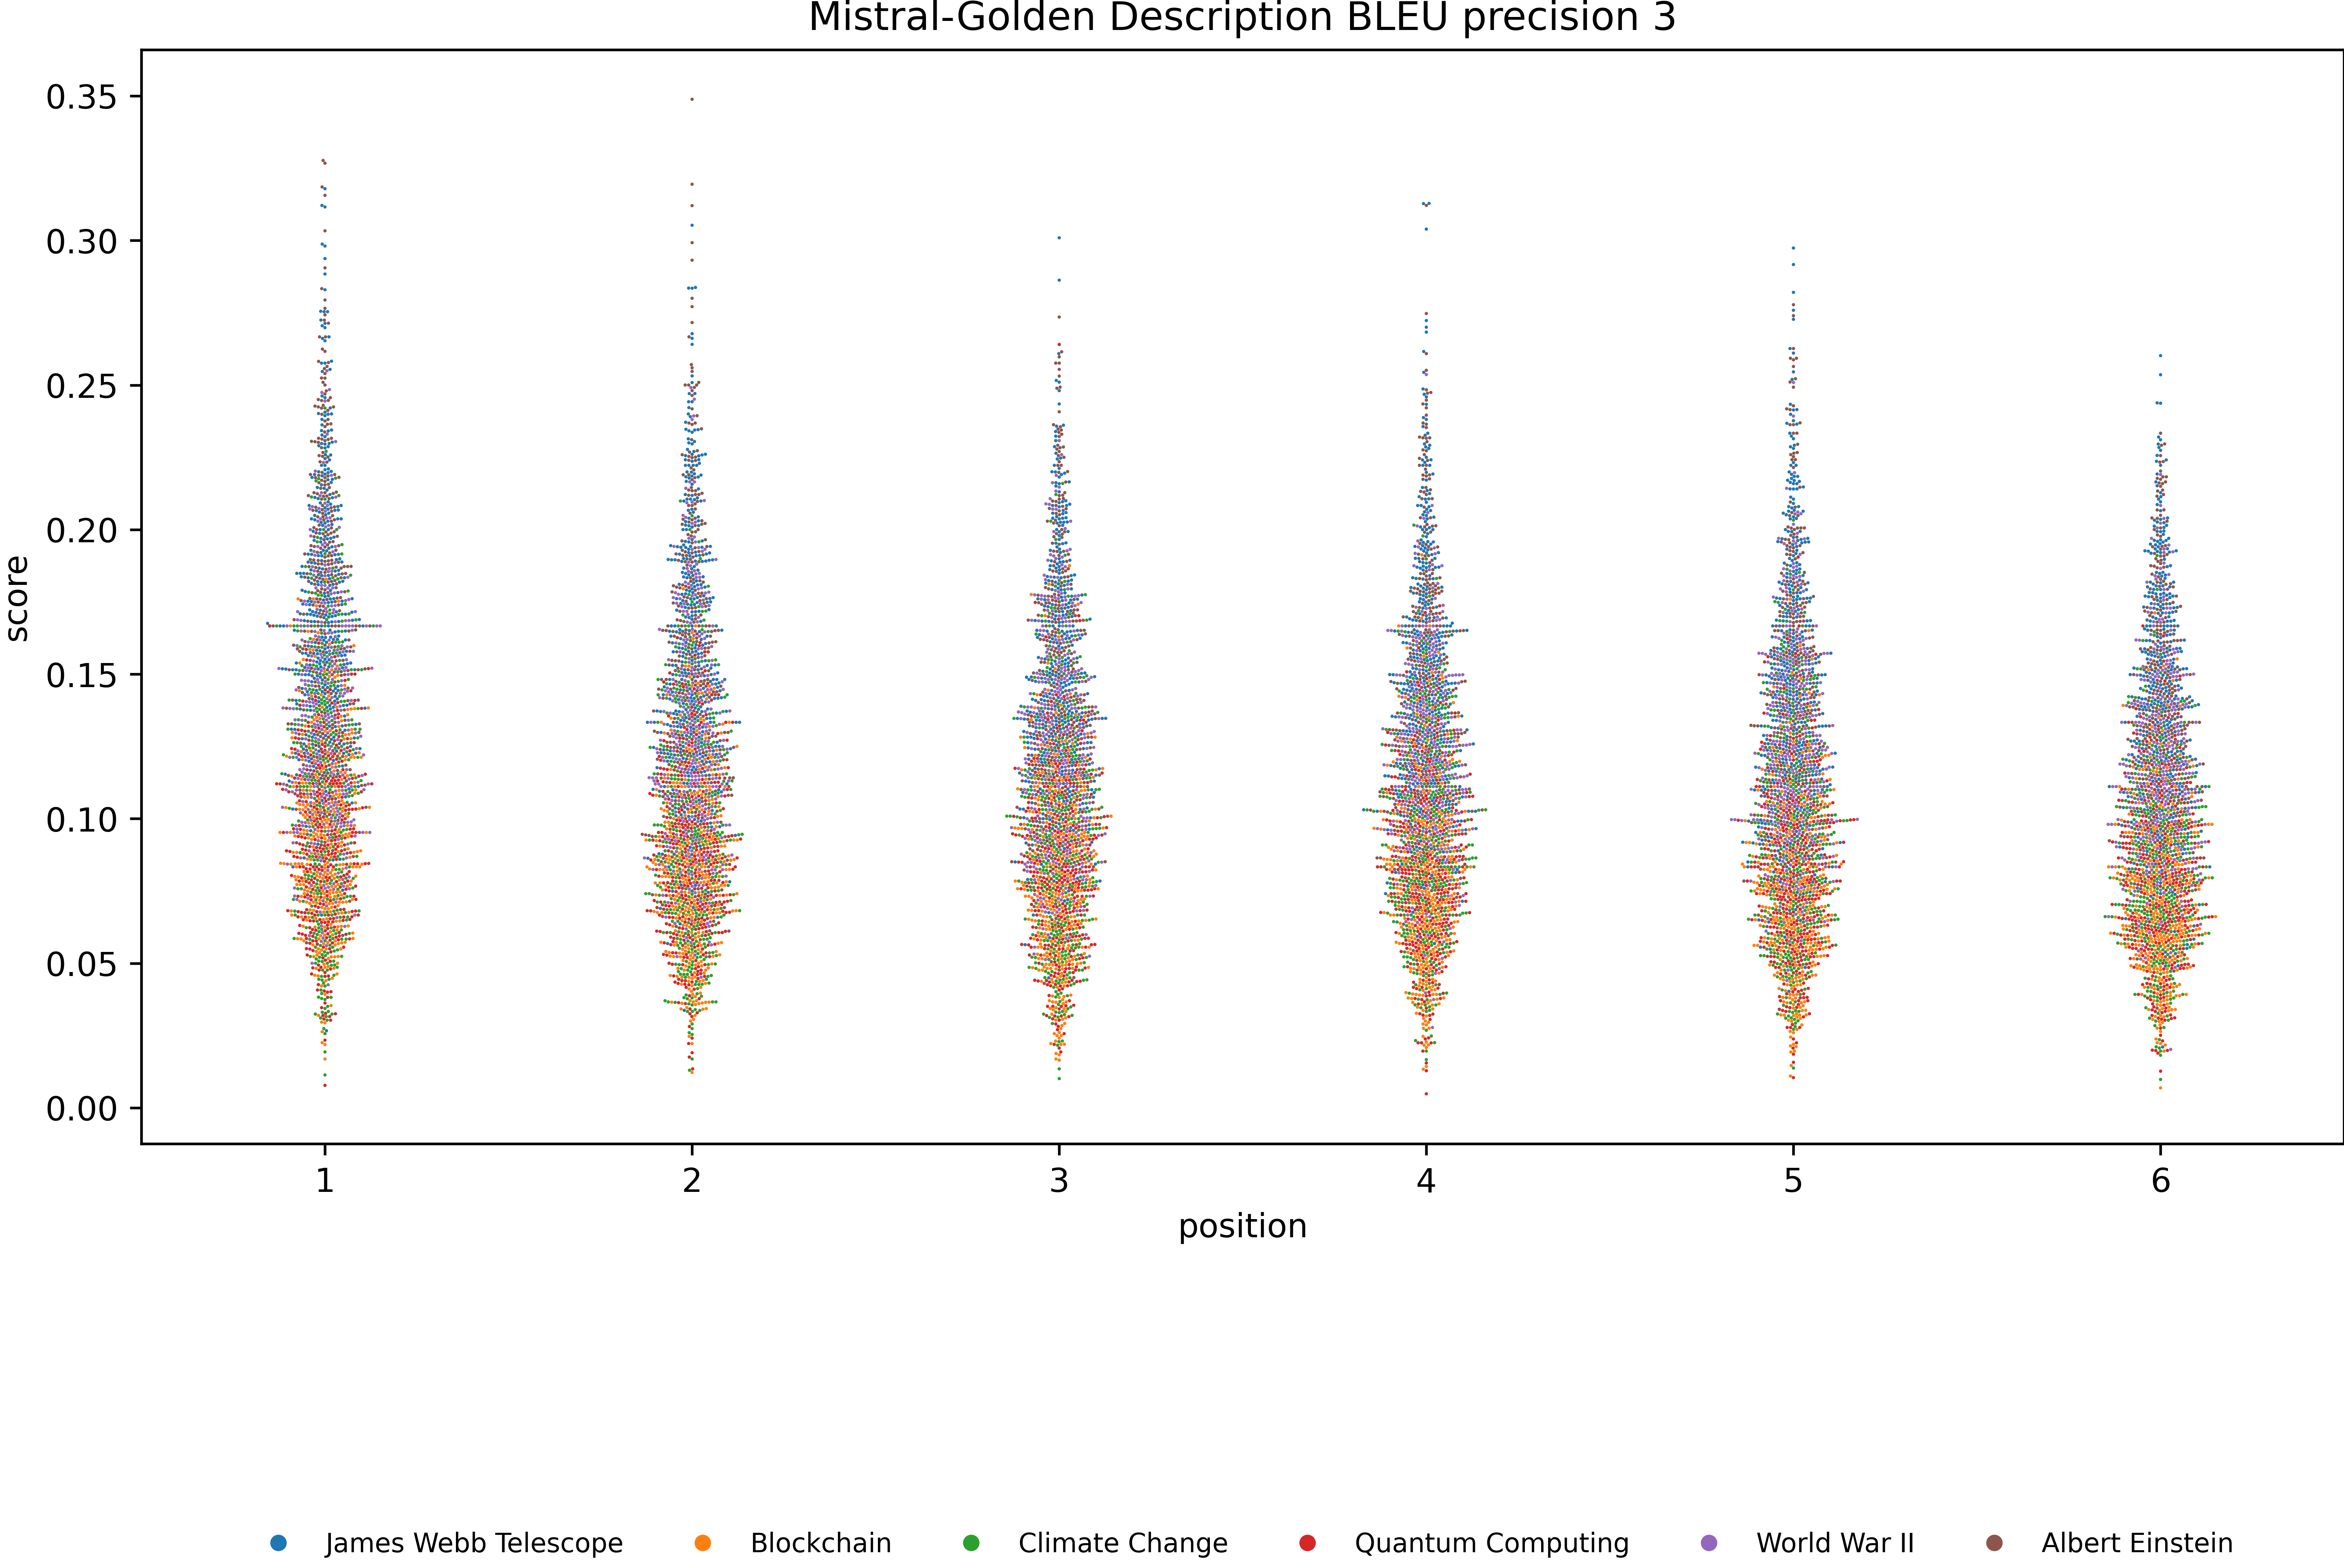 Mistral-Golden Description BLEU precision 3
score
0.35
0.30
0.25
0.20
0.15
0.10
0.05
0.00
1 2 3 4 5 6
position
James Webb Telescope Blockchain Climate Change Quantum Computing World War II Albert Einstein